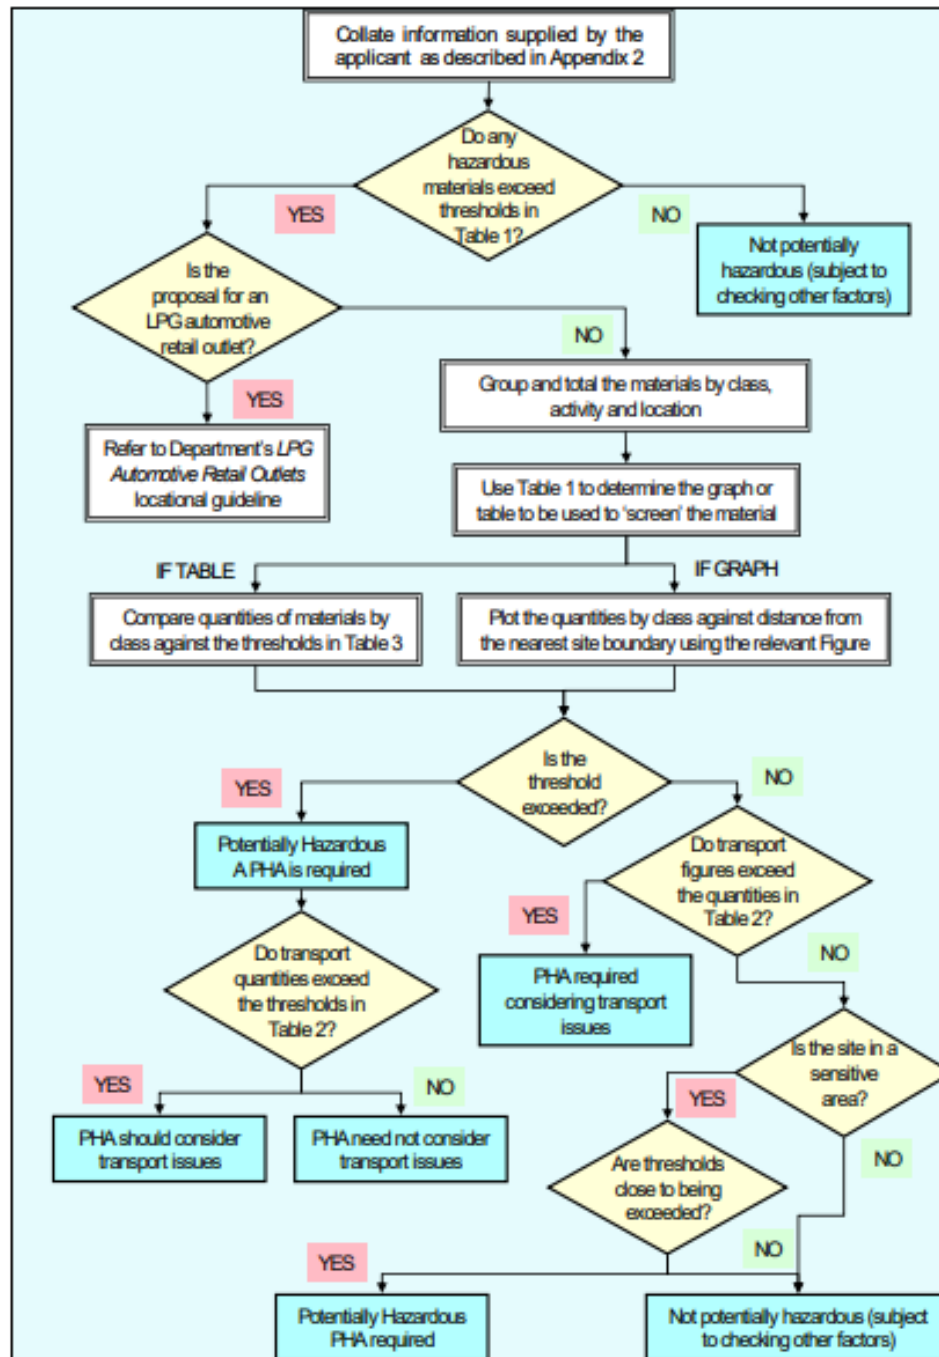 Collate information supplied by the
applicant as described in Appendix 2
Do any
hazardous
materials exceed
thresholds in
Table 1?
YES
NO
Not potentially
hazardous (subject to
checking other factors)
Is the
proposal for an
LPG automotive
retail outlet?
NO
YES
Group and total the materials by class,
activity and location
Refer to Department's LPG
Automotive Retail Outlets
locational guideline
Use Table 1 to determine the graph or
table to be used to 'screen' the material
IF TABLE
IF GRAPH
Compare quantities of materials by
class against the thresholds in Table 3
Plot the quantities by class against distance from
the nearest site boundary using the relevant Figure
Is the
threshold
exceeded?
YES
NO
Potentially Hazardous
A PHA is required
Do transport
figures exceed
the quantities in
Table 2?
YES
NO
Do transport
quantities exceed
the thresholds in
Table 2?
PHA required
considering transport
issues
Is the site in a
sensitive
area?
YES
NO
YES
NO
PHA should consider
transport issues
PHA need not consider
transport issues
Are thresholds
close to being
exceeded?
YES
NO
Potentially Hazardous
PHA required
Not potentially hazardous (subject
to checking other factors)